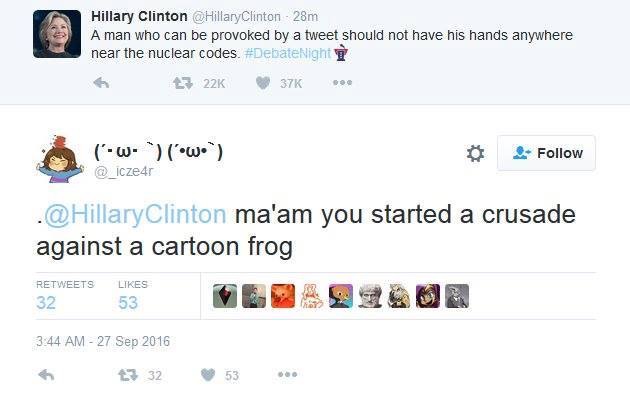 Hillary Clinton @HillaryClinton · 28m
A man who can be provoked by a tweet should not have his hands anywhere
near the nuclear codes. #DebateNight
22K 37K
(´-ω-`) (´•ω•`)
@_icze4r
Follow
.@HillaryClinton ma'am you started a crusade
against a cartoon frog
RETWEETS LIKES
32 53
3:44 AM - 27 Sep 2016
32 53